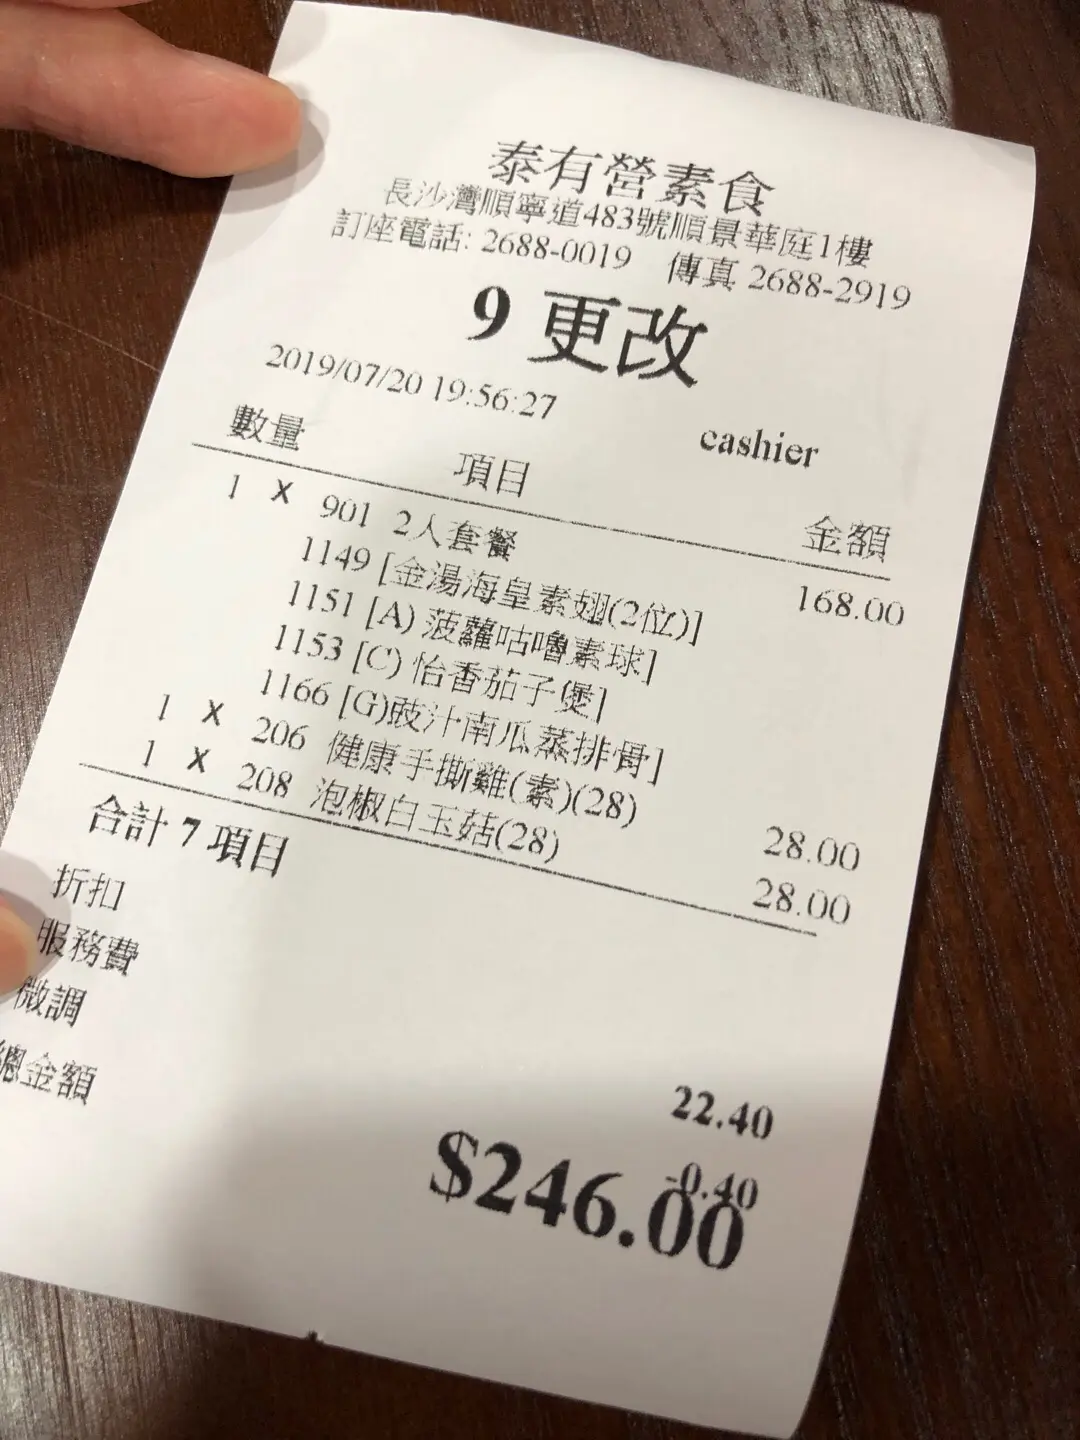 泰有營素食
長沙灣順寧道483號順景華庭1樓
訂座電話: 2688-0019 傳真 2688-2919
9 更改
2019/07/20 19:56:27 cashier
數量 項目 金額
1 X 901 2人套餐 168.00
1149 [金湯海皇素翅(2位)]
1151 [A) 菠蘿咕嚕素球]
1153 [C) 怡香茄子煲]
1166 [G)豉汁南瓜蒸排骨]
1 X 206 健康手撕雞(素)(28) 28.00
1 X 208 泡椒白玉菇(28) 28.00
合計 7 項目
折扣
服務費 22.40
微調 -0.40
總金額 $246.00